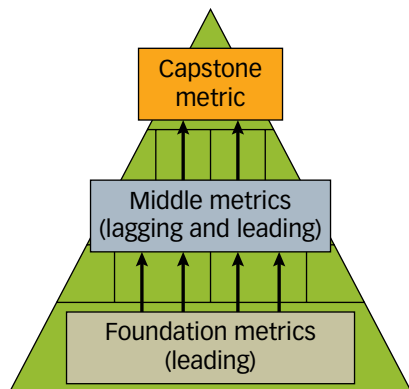 Capstone
metric
Middle metrics
(lagging and leading)
Foundation metrics
(leading)